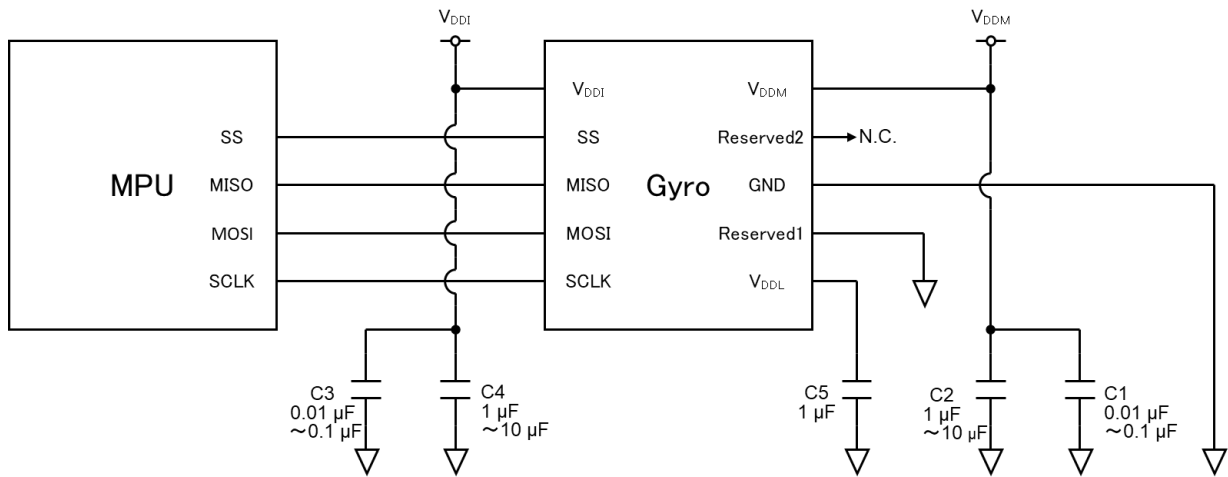 VDDI
VDDM
VDDI
VDDM
SS
SS
Reserved2
N.C.
MPU
MISO
MISO
Gyro
GND
MOSI
MOSI
Reserved1
SCLK
SCLK
VDDL
C3
0.01 μF
~0.1 μF
C4
1 μF
~10 μF
C5
1 μF
C2
1 μF
~10 μF
C1
0.01 μF
~0.1 μF